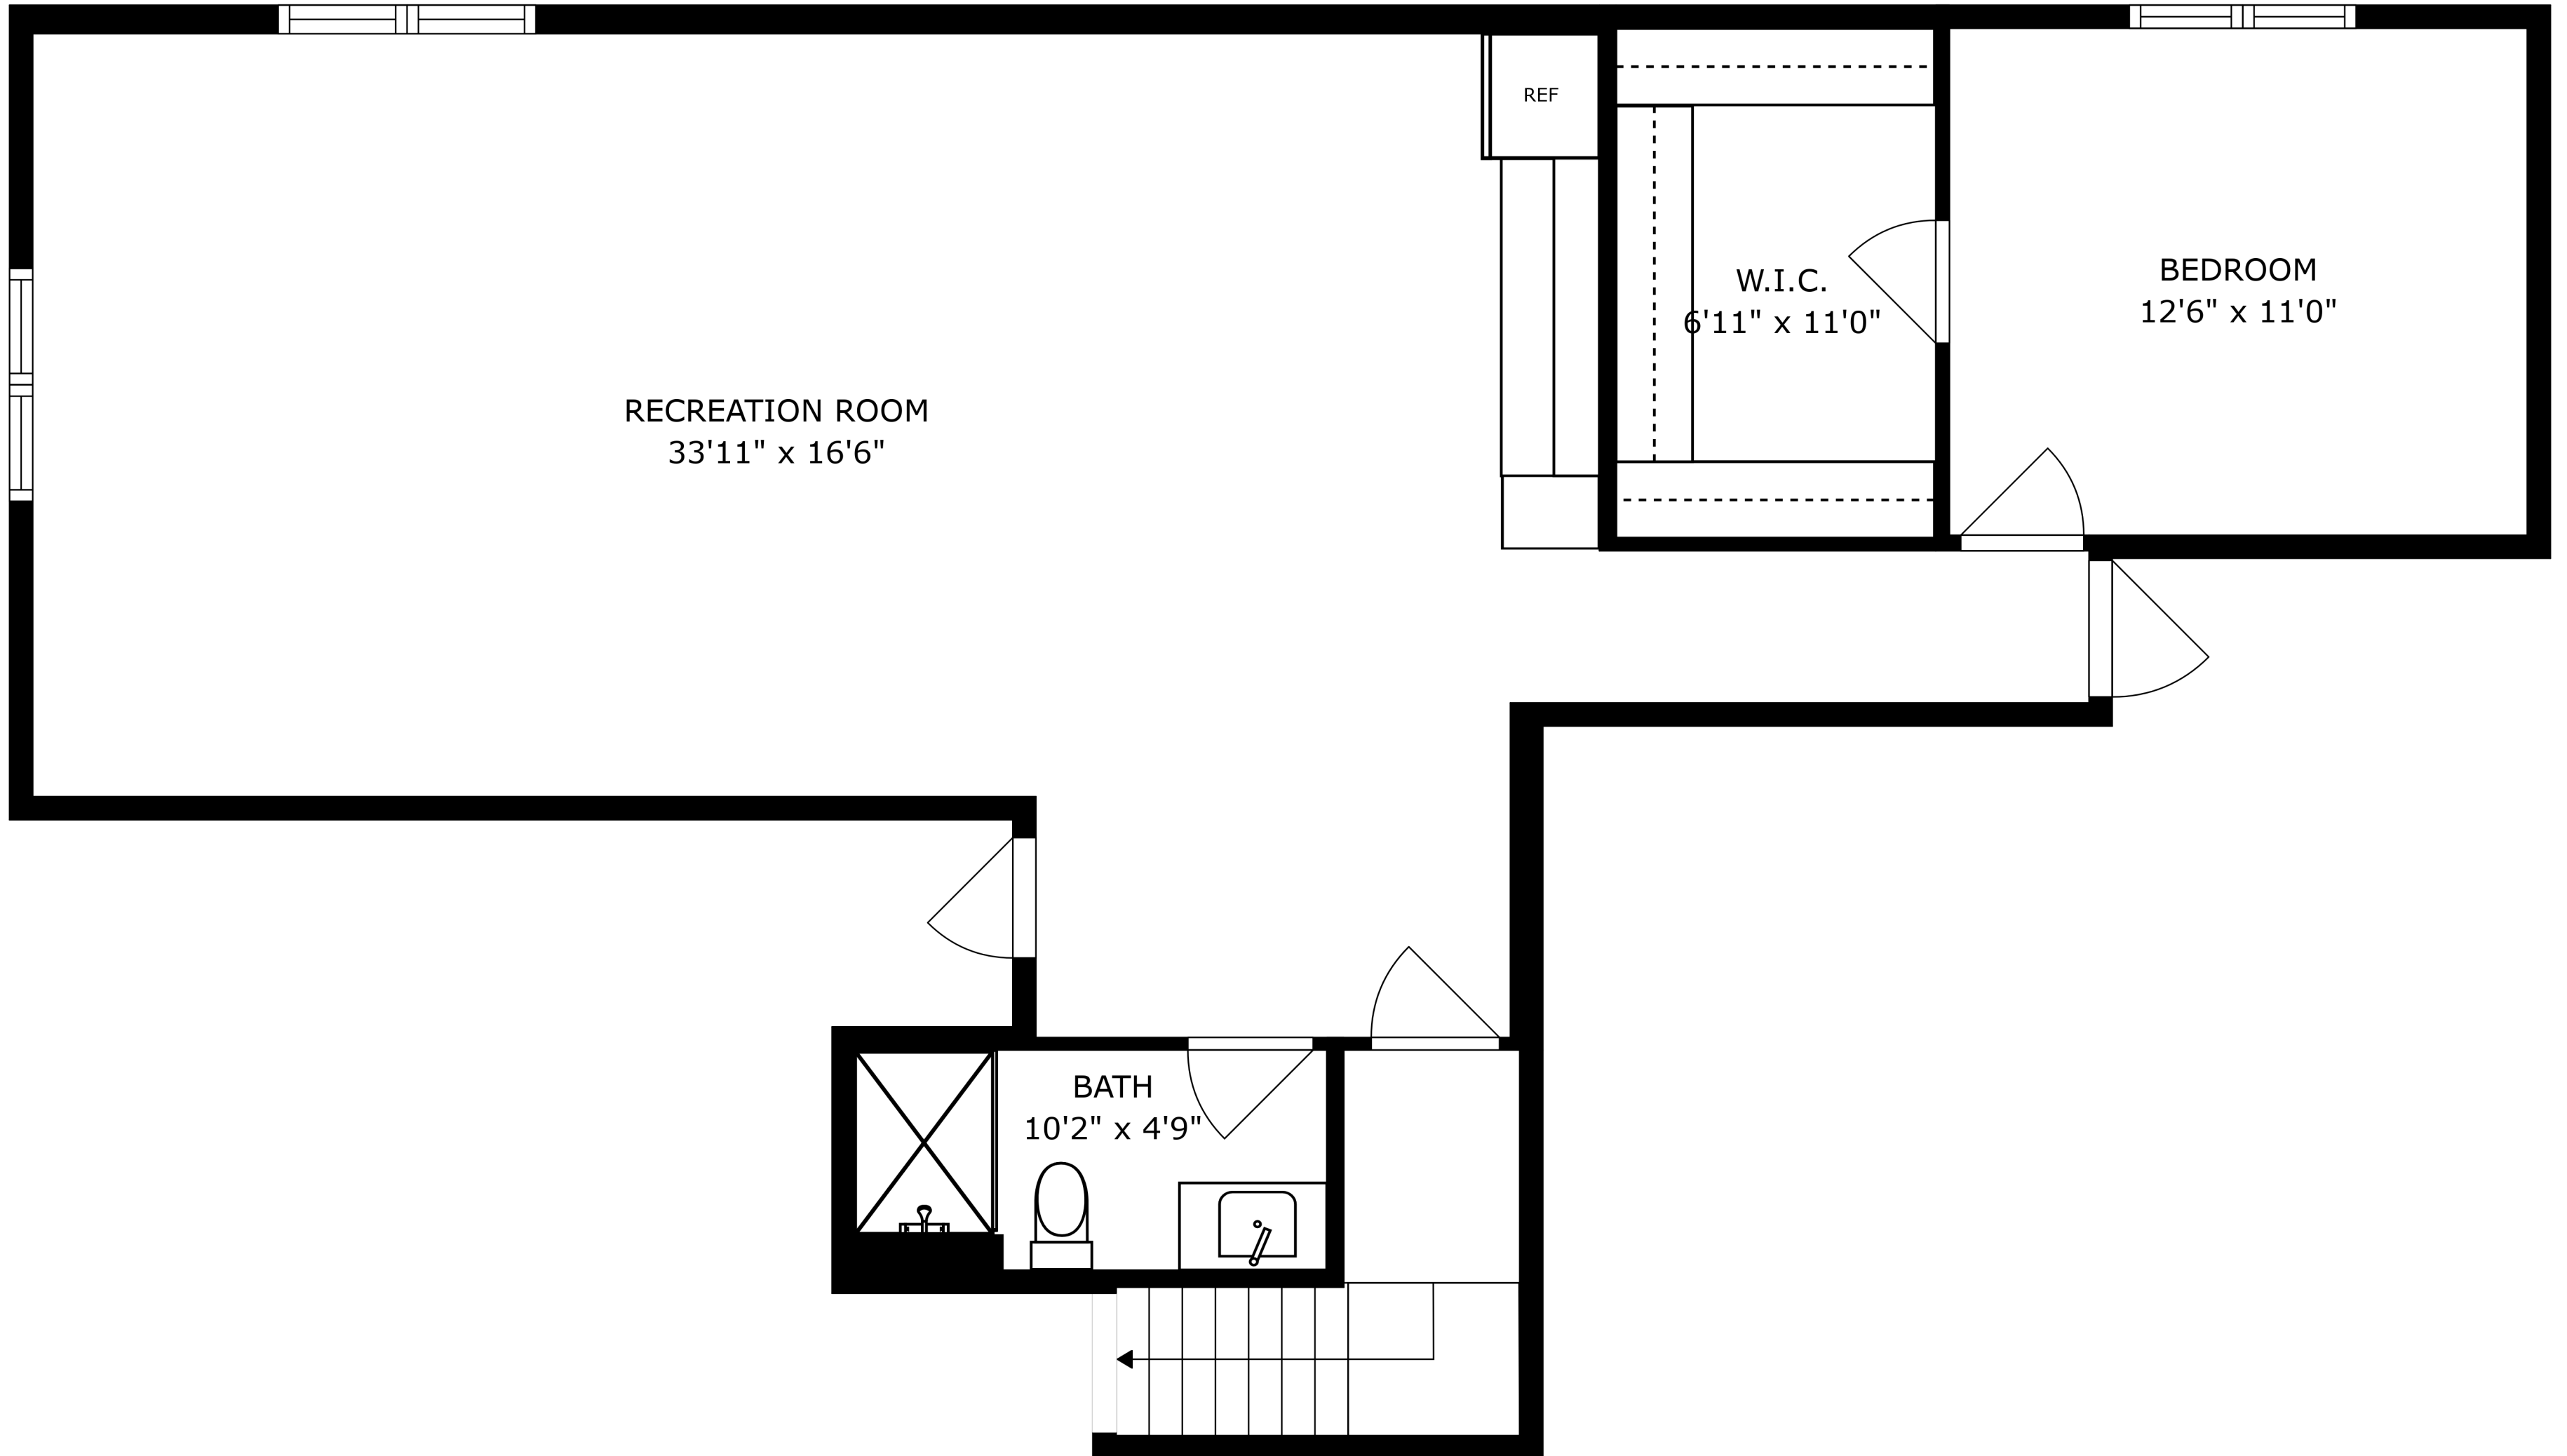 REF
W.I.C.
6'11" x 11'0"
BEDROOM
12'6" x 11'0"
RECREATION ROOM
33'11" x 16'6"
BATH
10'2" x 4'9"